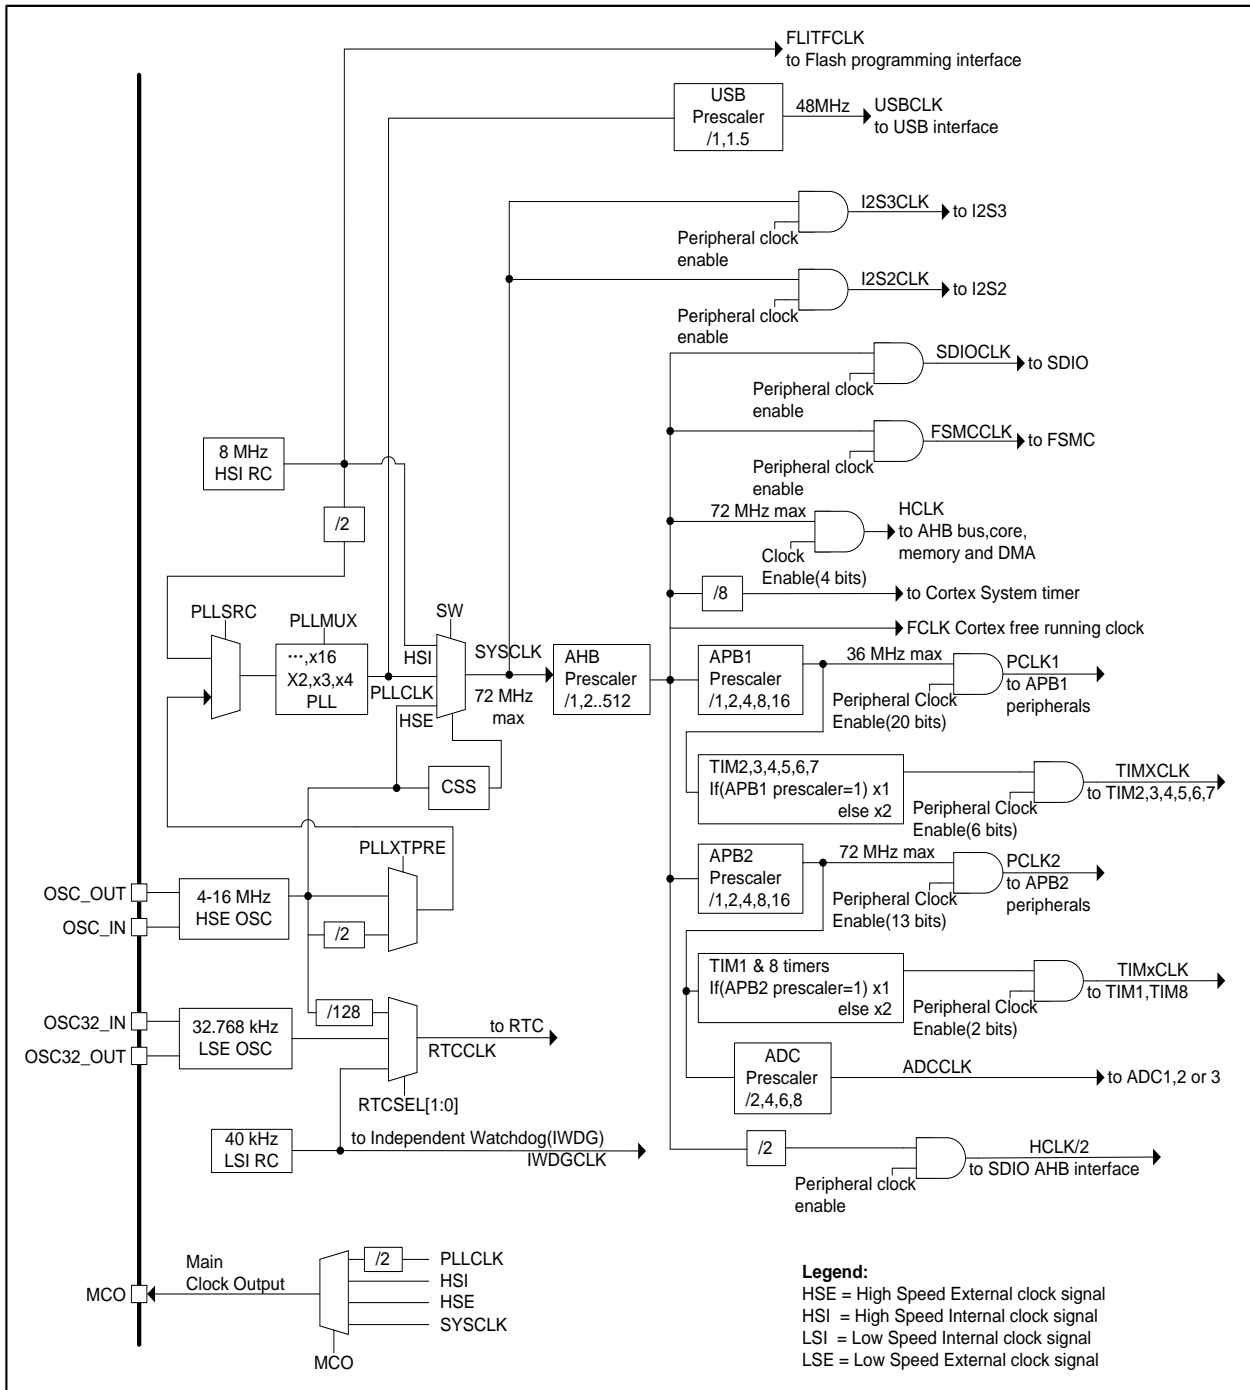 FLITFCLK
to Flash programming interface
USB
Prescaler
/1,1.5
48MHz
USBCLK
to USB interface
I2S3CLK
to I2S3
Peripheral clock
enable
I2S2CLK
to I2S2
Peripheral clock
enable
SDIOCLK
to SDIO
Peripheral clock
enable
FSMCCLK
to FSMC
Peripheral clock
enable
8 MHz
HSI RC
/2
72 MHz max
HCLK
to AHB bus,core,
memory and DMA
Clock
Enable(4 bits)
/8
to Cortex System timer
FCLK Cortex free running clock
PLLSRC
PLLMUX
···,x16
X2,x3,x4
PLL
SW
HSI
PLLCLK
HSE
SYSCLK
72 MHz
max
AHB
Prescaler
/1,2..512
APB1
Prescaler
/1,2,4,8,16
36 MHz max
PCLK1
to APB1
peripherals
Peripheral Clock
Enable(20 bits)
CSS
TIM2,3,4,5,6,7
If(APB1 prescaler=1) x1
else x2
TIMXCLK
to TIM2,3,4,5,6,7
Peripheral Clock
Enable(6 bits)
PLLXTPRE
OSC_OUT
OSC_IN
4-16 MHz
HSE OSC
/2
APB2
Prescaler
/1,2,4,8,16
72 MHz max
PCLK2
to APB2
peripherals
Peripheral Clock
Enable(13 bits)
TIM1 & 8 timers
If(APB2 prescaler=1) x1
else x2
TIMxCLK
to TIM1,TIM8
Peripheral Clock
Enable(2 bits)
OSC32_IN
OSC32_OUT
32.768 kHz
LSE OSC
/128
to RTC
RTCCLK
RTCSEL[1:0]
ADC
Prescaler
/2,4,6,8
ADCCLK
to ADC1,2 or 3
40 kHz
LSI RC
to Independent Watchdog(IWDG)
IWDGCLK
/2
HCLK/2
to SDIO AHB interface
Peripheral clock
enable
MCO
Main
Clock Output
/2
PLLCLK
HSI
HSE
SYSCLK
MCO
Legend:
HSE = High Speed External clock signal
HSI = High Speed Internal clock signal
LSI = Low Speed Internal clock signal
LSE = Low Speed External clock signal